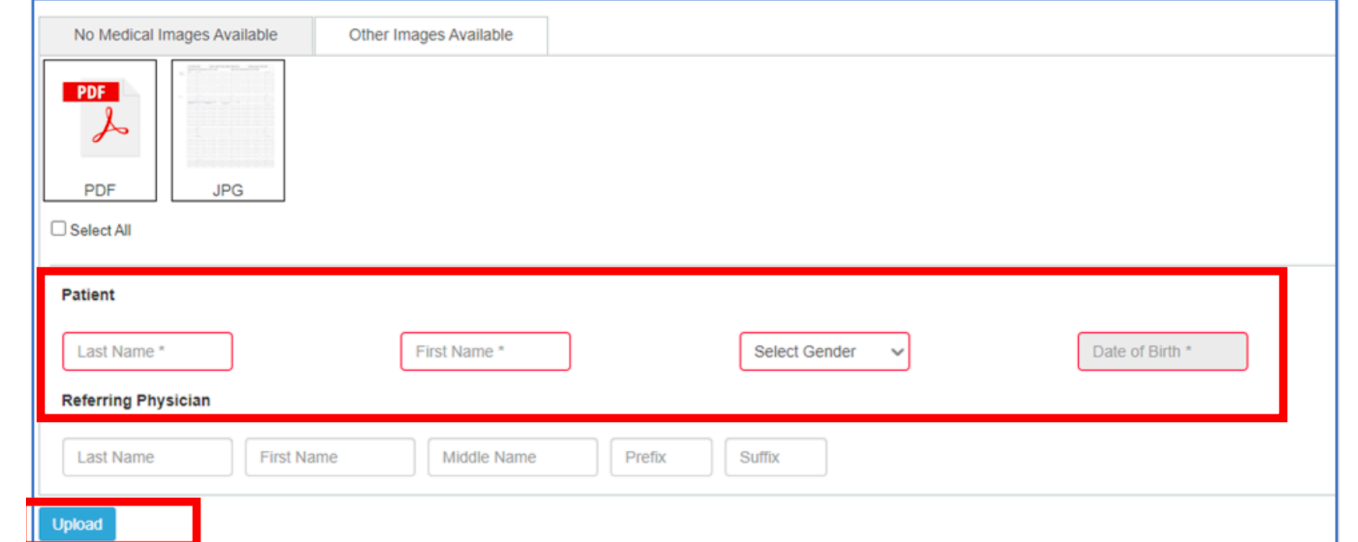 No Medical Images Available Other Images Available
PDF
PDF JPG
Select All
Patient
Last Name * First Name * Select Gender Date of Birth *
Referring Physician
Last Name First Name Middle Name Prefix Suffix
Upload